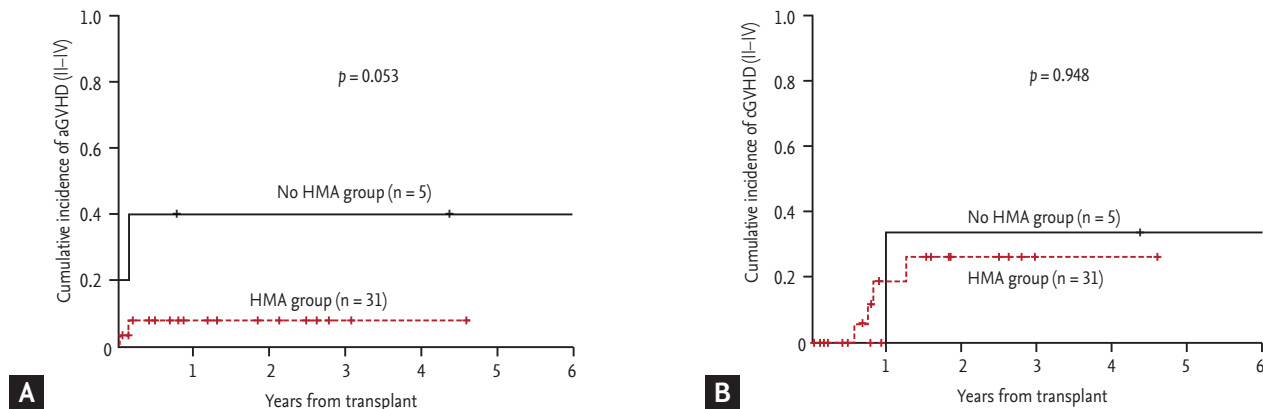 Cumulative incidence of aGVHD (II–IV)
1.0
0.8
0.6
0.4
0.2
0
p = 0.053
No HMA group (n = 5)
HMA group (n = 31)
1 2 3 4 5 6
Years from transplant
A
Cumulative incidence of cGVHD (II–IV)
1.0
0.8
0.6
0.4
0.2
0
p = 0.948
No HMA group (n = 5)
HMA group (n = 31)
1 2 3 4 5 6
Years from transplant
B